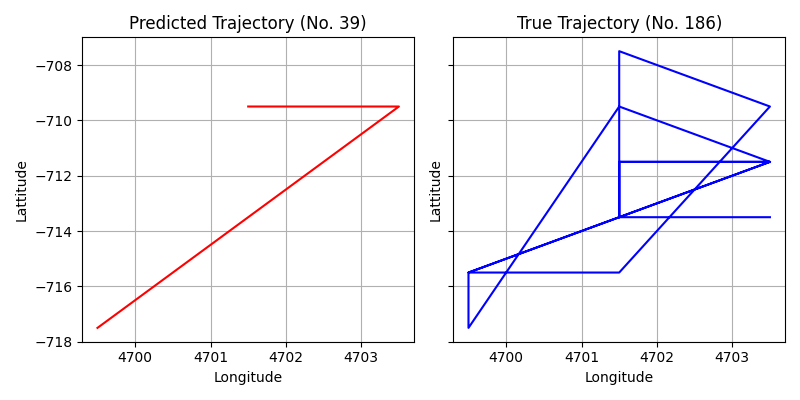 Predicted Trajectory (No. 39)
True Trajectory (No. 186)
−708
−710
−712
−714
−716
−718
Lattitude
Lattitude
4700
4701
4702
4703
Longitude
4700
4701
4702
4703
Longitude